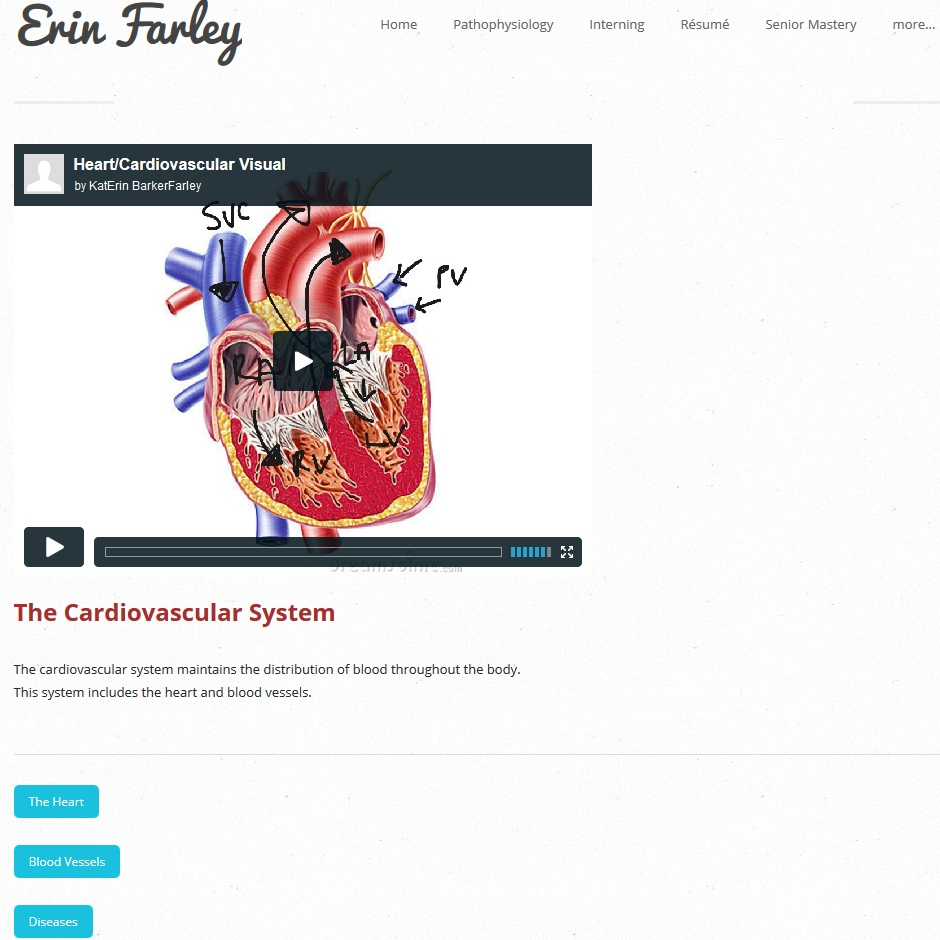 Erin Farley
Home Pathophysiology Interning Résumé Senior Mastery more...
Heart/Cardiovascular Visual
by KatErin BarkerFarley
SVC
PV
RA
LA
LV
RV
dreamstime.com
The Cardiovascular System
The cardiovascular system maintains the distribution of blood throughout the body.
This system includes the heart and blood vessels.
The Heart
Blood Vessels
Diseases